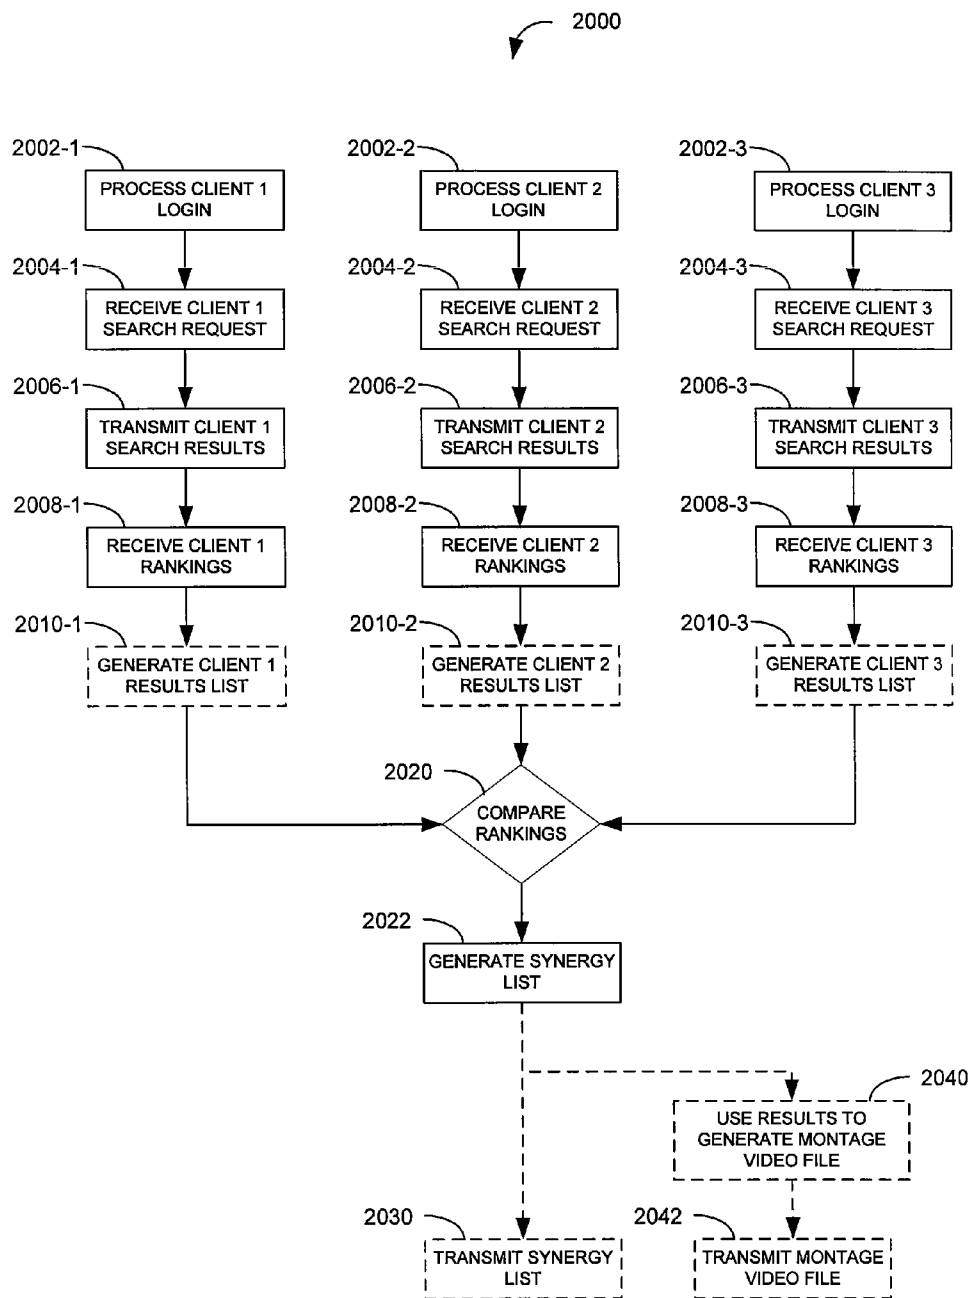 2000
2002-1
2002-2
2002-3
PROCESS CLIENT 1
LOGIN
PROCESS CLIENT 2
LOGIN
PROCESS CLIENT 3
LOGIN
2004-1
2004-2
2004-3
RECEIVE CLIENT 1
SEARCH REQUEST
RECEIVE CLIENT 2
SEARCH REQUEST
RECEIVE CLIENT 3
SEARCH REQUEST
2006-1
2006-2
2006-3
TRANSMIT CLIENT 1
SEARCH RESULTS
TRANSMIT CLIENT 2
SEARCH RESULTS
TRANSMIT CLIENT 3
SEARCH RESULTS
2008-1
2008-2
2008-3
RECEIVE CLIENT 1
RANKINGS
RECEIVE CLIENT 2
RANKINGS
RECEIVE CLIENT 3
RANKINGS
2010-1
2010-2
2010-3
GENERATE CLIENT 1
RESULTS LIST
GENERATE CLIENT 2
RESULTS LIST
GENERATE CLIENT 3
RESULTS LIST
2020
COMPARE
RANKINGS
2022
GENERATE SYNERGY
LIST
2040
USE RESULTS TO
GENERATE MONTAGE
VIDEO FILE
2030
2042
TRANSMIT SYNERGY
LIST
TRANSMIT MONTAGE
VIDEO FILE